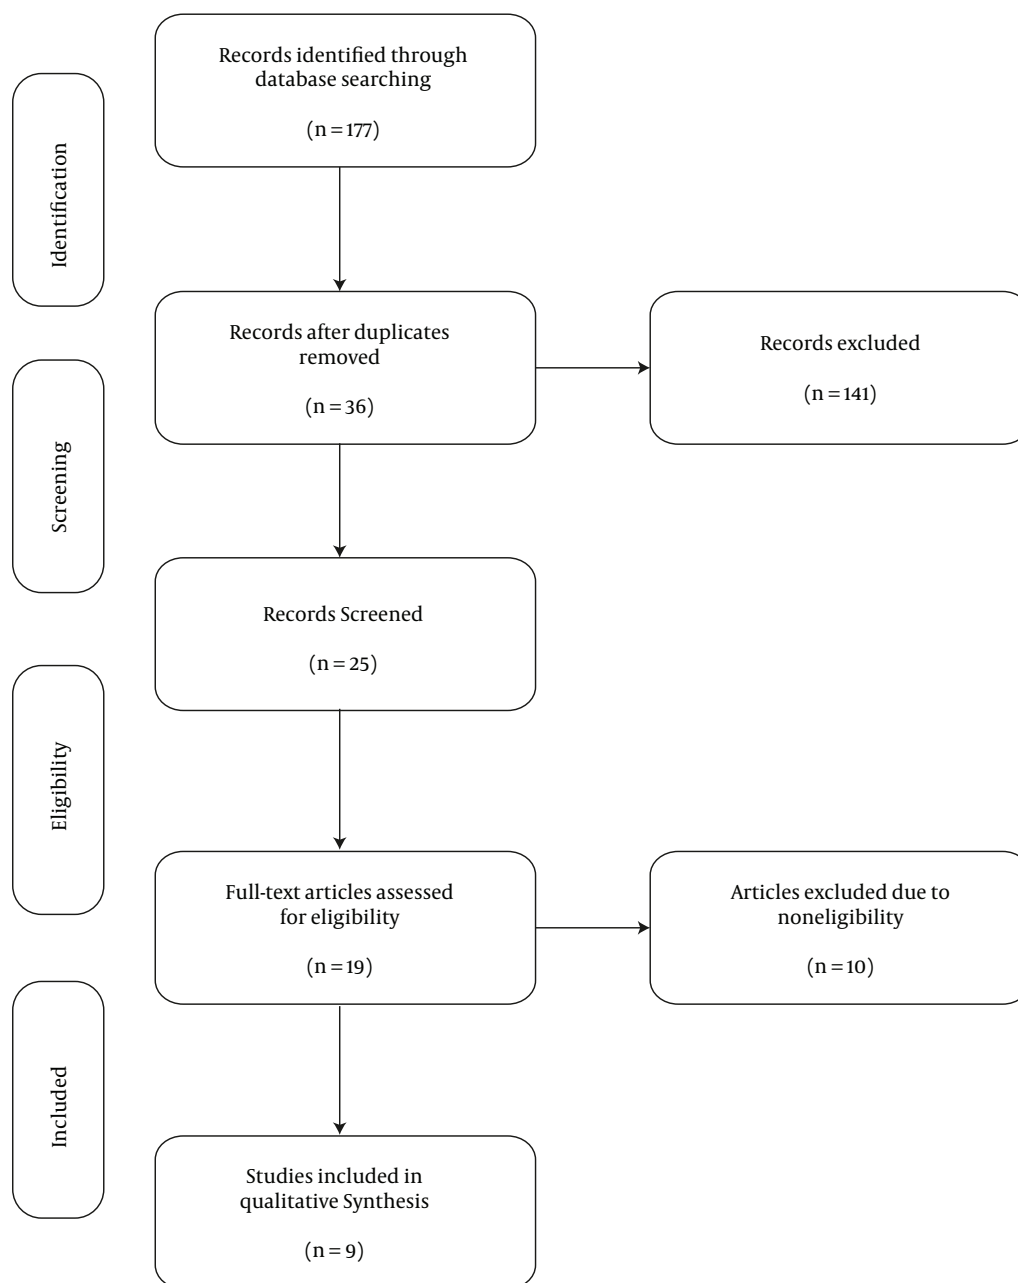 Identification
Records identified through
database searching
(n = 177)
Records after duplicates
removed
(n = 36)
Records excluded
(n = 141)
Screening
Records Screened
(n = 25)
Eligibility
Full-text articles assessed
for eligibility
(n = 19)
Articles excluded due to
noneligibility
(n = 10)
Included
Studies included in
qualitative Synthesis
(n = 9)